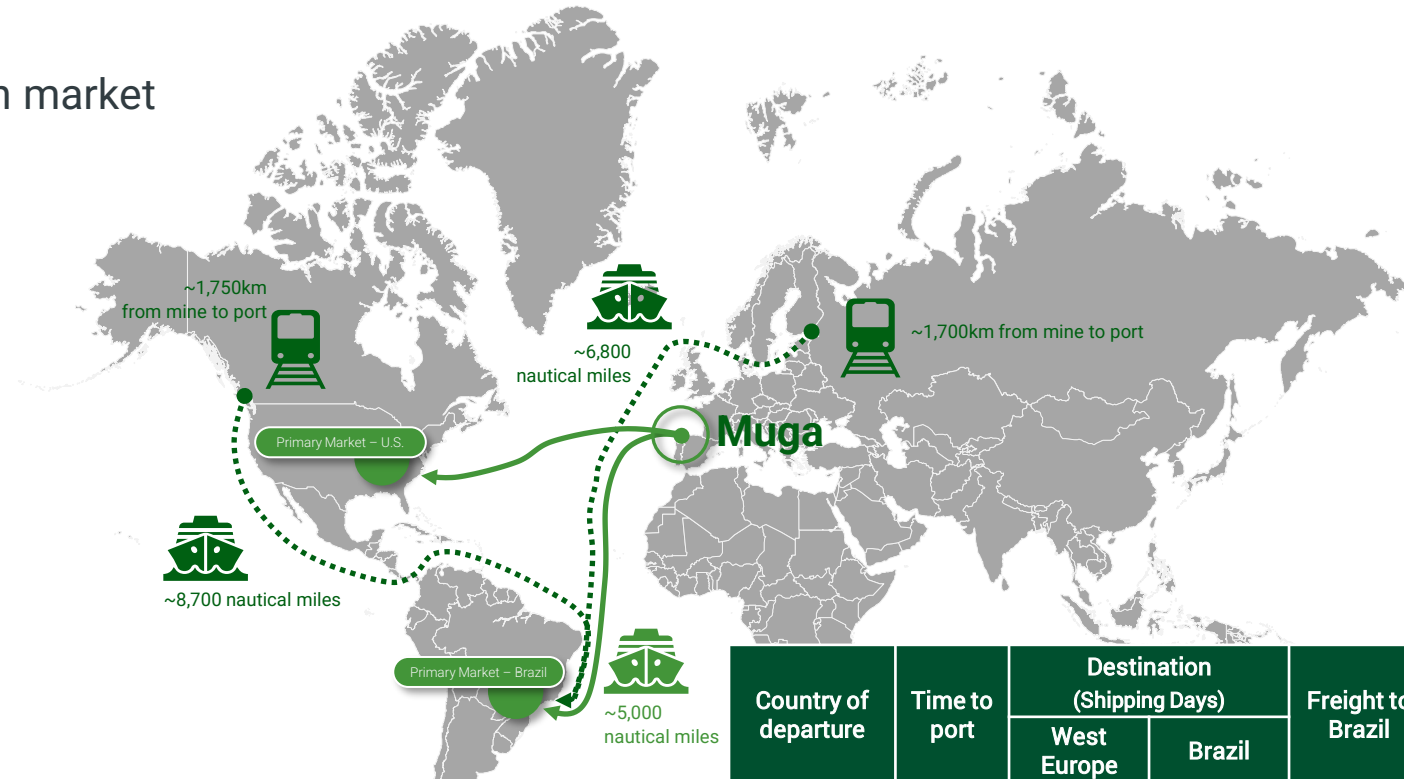 market
~1,750km
from mine to port
~6,800
nautical miles
~1,700km from mine to port
Muga
Primary Market – U.S.
~8,700 nautical miles
Primary Market – Brazil
~5,000
nautical miles
Country of
departure
Time to
port
Destination
(Shipping Days)
West
Europe
Brazil
Freight
Brazil